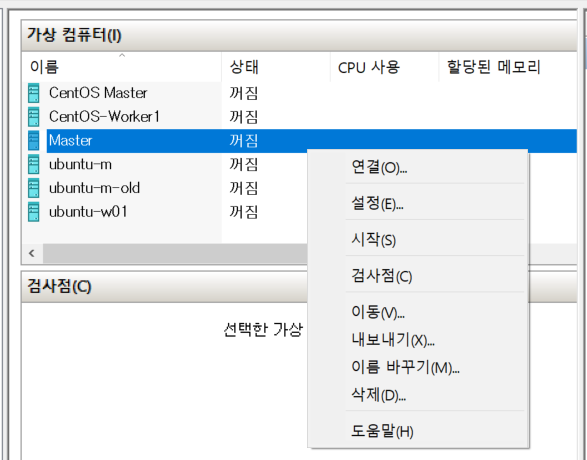 가상 컴퓨터(I)
이름 상태 CPU 사용 할당된 메모리
CentOS Master 꺼짐
CentOS-Worker1 꺼짐
Master 꺼짐
ubuntu-m 꺼짐
ubuntu-m-old 꺼짐
ubuntu-w01 꺼짐
검사점(C)
선택한 가상
연결(O)...
설정(E)...
시작(S)
검사점(C)
이동(V)...
내보내기(X)...
이름 바꾸기(M)...
삭제(D)...
도움말(H)